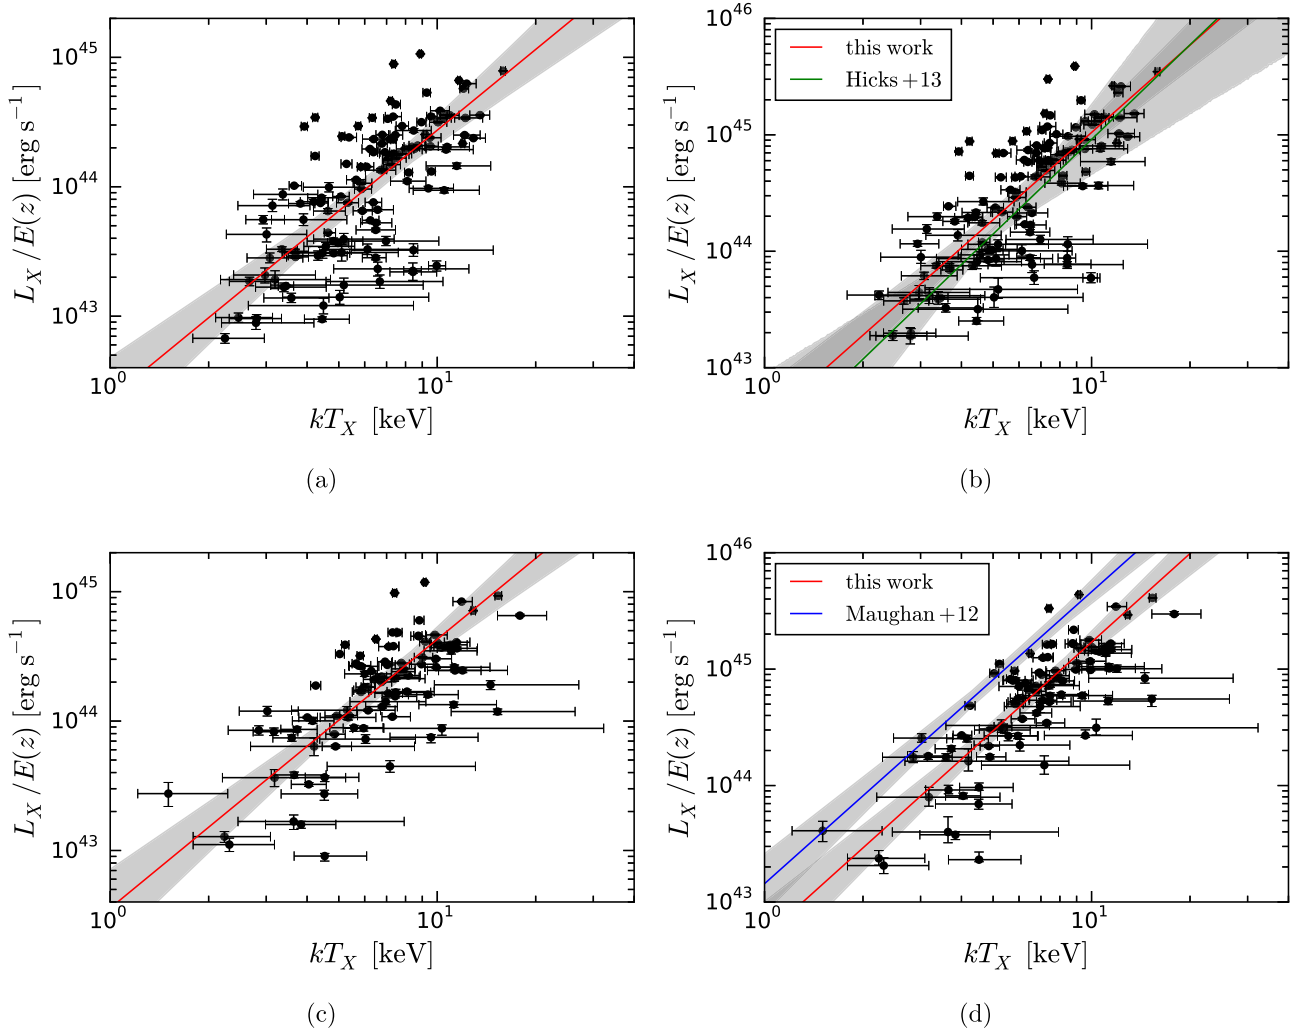 10^45
10^44
10^43
10^0
10^1
L_X /E(z) [erg s^−1]
kT_X [keV]
(a)
10^46
10^45
10^44
10^43
10^0
10^1
L_X /E(z) [erg s^−1]
kT_X [keV]
this work
Hicks+13
(b)
10^45
10^44
10^43
10^0
10^1
L_X /E(z) [erg s^−1]
kT_X [keV]
(c)
10^46
10^45
10^44
10^43
10^0
10^1
L_X /E(z) [erg s^−1]
kT_X [keV]
this work
Maughan+12
(d)